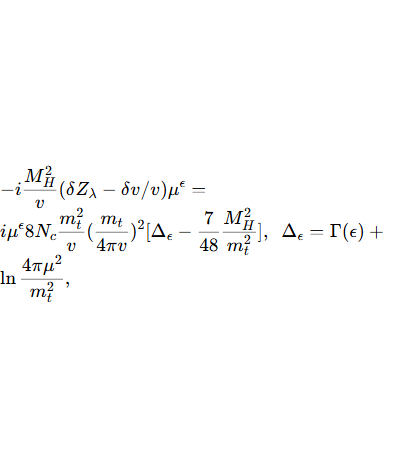 $-i\frac{M_H^2}{v}(\delta Z_\lambda - \delta v/v)\mu^\epsilon =$
$i\mu^\epsilon 8N_c\frac{m_t^2}{v}(\frac{m_t}{4\pi v})^2[\Delta_\epsilon - \frac{7}{48}\frac{M_H^2}{m_t^2}], \;\; \Delta_\epsilon = \Gamma(\epsilon) +$
$\ln\frac{4\pi\mu^2}{m_t^2},$